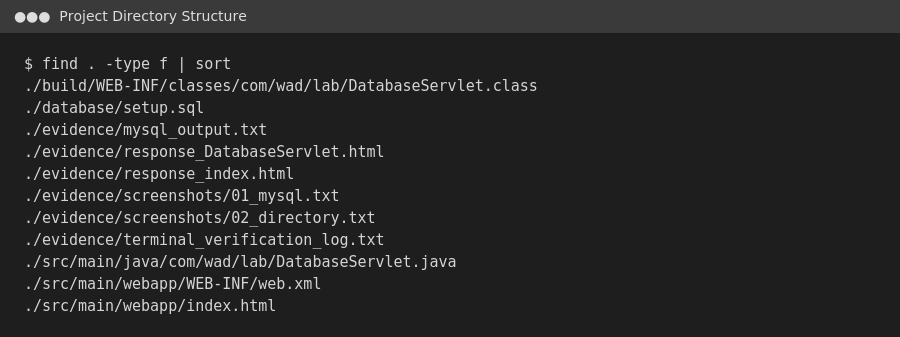 Project Directory Structure
$ find . -type f | sort
./build/WEB-INF/classes/com/wad/lab/DatabaseServlet.class
./database/setup.sql
./evidence/mysql_output.txt
./evidence/response_DatabaseServlet.html
./evidence/response_index.html
./evidence/screenshots/01_mysql.txt
./evidence/screenshots/02_directory.txt
./evidence/terminal_verification_log.txt
./src/main/java/com/wad/lab/DatabaseServlet.java
./src/main/webapp/WEB-INF/web.xml
./src/main/webapp/index.html